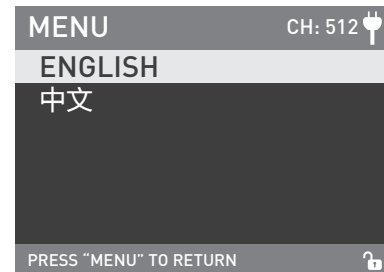 MENU CH: 512
ENGLISH
中文
PRESS “MENU” TO RETURN